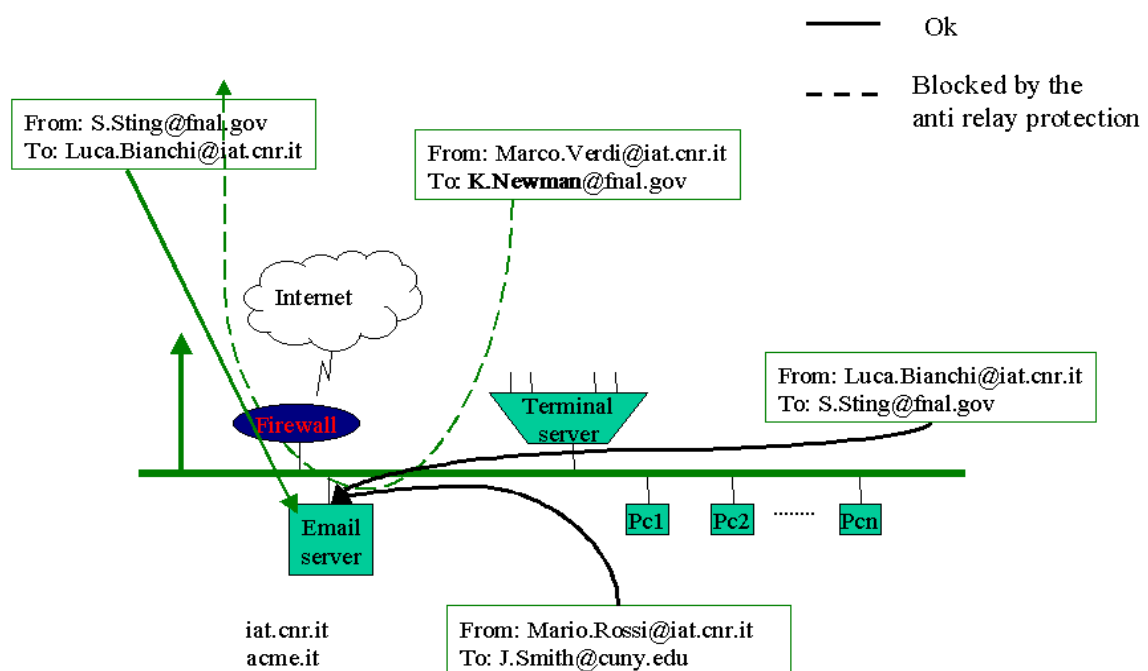 Ok
Blocked by the
anti relay protection
From: S.Sting@fnal.gov
To: Luca.Bianchi@iat.cnr.it
From: Marco.Verdi@iat.cnr.it
To: K.Newman@fnal.gov
Internet
From: Luca.Bianchi@iat.cnr.it
To: S.Sting@fnal.gov
Firewall
Terminal
server
Email
server
Pc1
Pc2
........
Pcn
iat.cnr.it
acme.it
From: Mario.Rossi@iat.cnr.it
To: J.Smith@cuny.edu